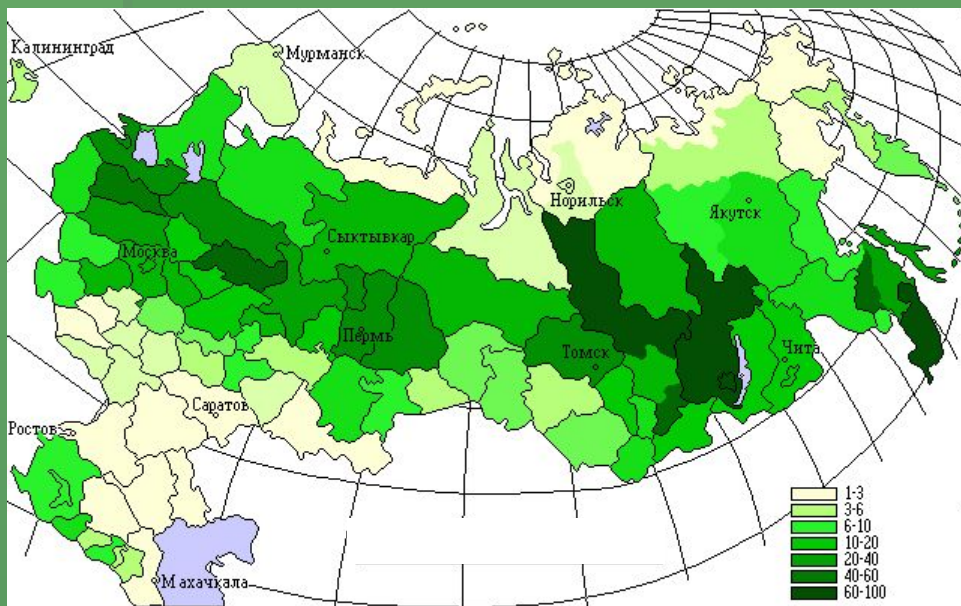 Калининград
Мурманск
Норильск
Якутск
Сыктывкар
Москва
Пермь
Томск
Чита
Саратов
Ростов
Махачкала
1-3
3-6
6-10
10-20
20-40
40-60
60-100